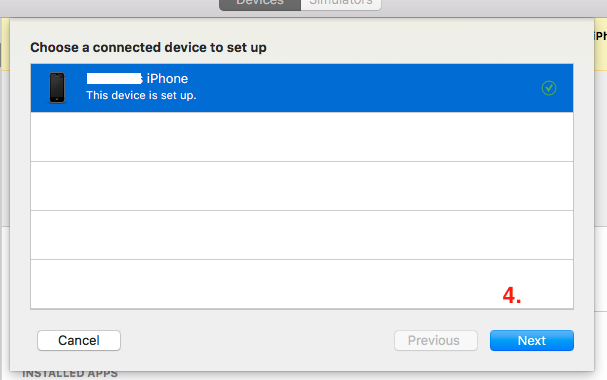 Devices
Simulators
iPh
Choose a connected device to set up
iPhone
This device is set up.
4.
Cancel
Previous
Next
INSTALLED APPS